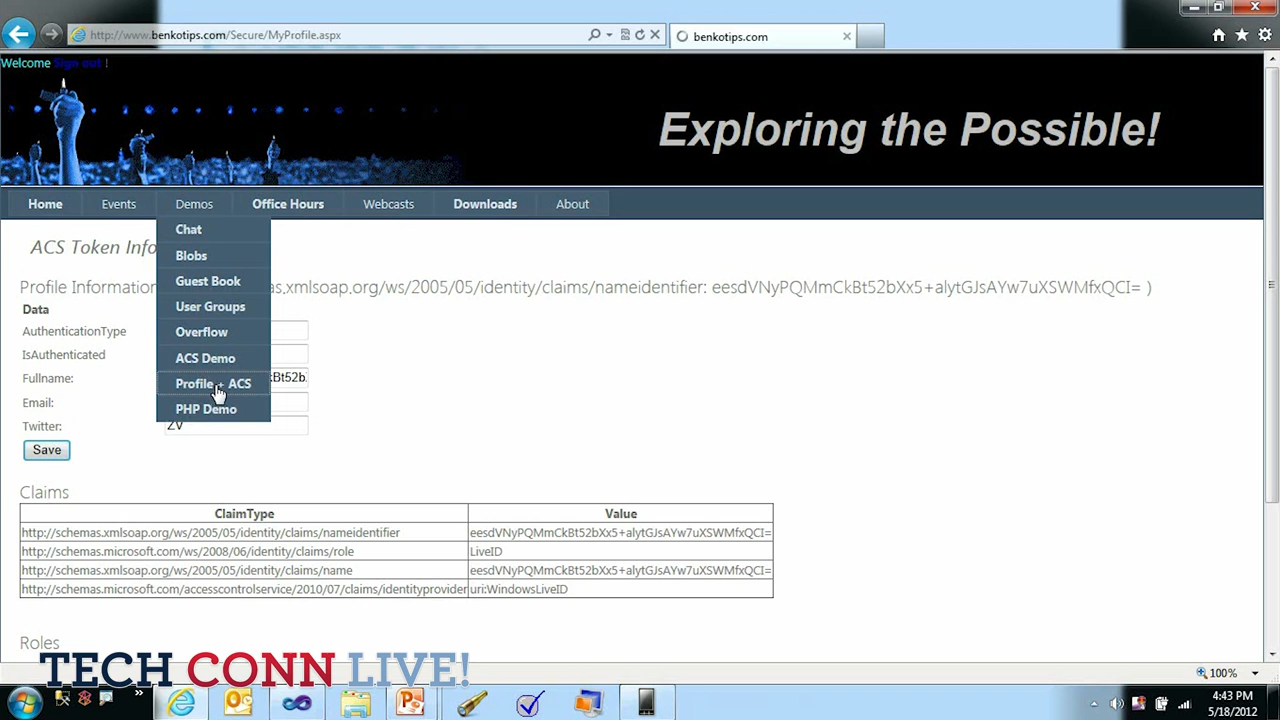 http://www.benkotips.com/Secure/MyProfile.aspx
benkotips.com
Welcome Sign out !
Exploring the Possible!
Home Events Demos Office Hours Webcasts Downloads About
Chat
Blobs
Guest Book
User Groups
Overflow
ACS Demo
Profile + ACS
PHP Demo
ACS Token Info
Profile Information as.xmlsoap.org/ws/2005/05/identity/claims/nameidentifier: eesdVNyPQMmCkBt52bXx5+alytGJsAYw7uXSWMfxQCI= )
Data
AuthenticationType
IsAuthenticated
Fullname: kBt52b
Email:
Twitter: ZV
Save
Claims
ClaimType Value
http://schemas.xmlsoap.org/ws/2005/05/identity/claims/nameidentifier eesdVNyPQMmCkBt52bXx5+alytGJsAYw7uXSWMfxQCI=
http://schemas.microsoft.com/ws/2008/06/identity/claims/role LiveID
http://schemas.xmlsoap.org/ws/2005/05/identity/claims/name eesdVNyPQMmCkBt52bXx5+alytGJsAYw7uXSWMfxQCI=
http://schemas.microsoft.com/accesscontrolservice/2010/07/claims/identityprovider uri:WindowsLiveID
Roles
TECH CONN LIVE!
100%
4:43 PM
5/18/2012